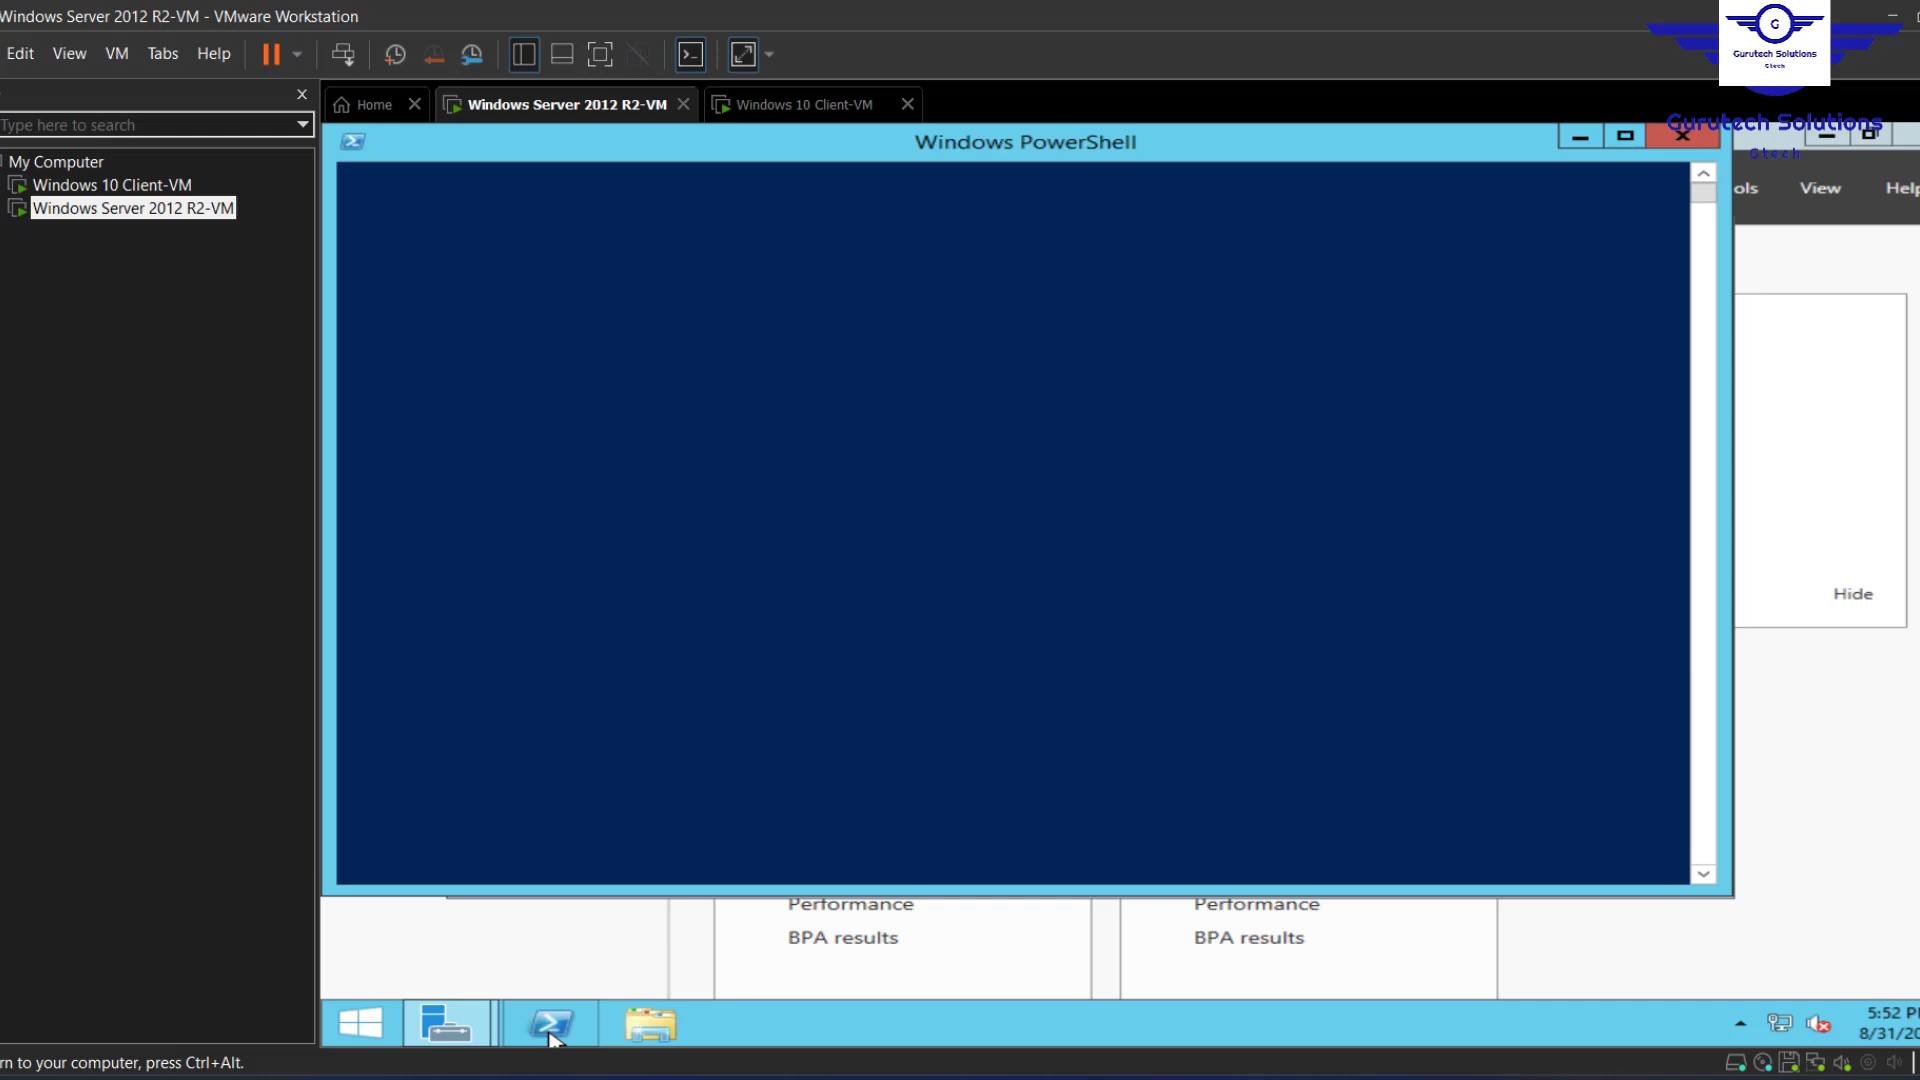 Windows Server 2012 R2-VM - VMware Workstation
Edit View VM Tabs Help
Type here to search
My Computer
Windows 10 Client-VM
Windows Server 2012 R2-VM
Home
Windows Server 2012 R2-VM
Windows 10 Client-VM
Windows PowerShell
G
Gurutech Solutions
Gtech
Gurutech Solutions
Gtech
ols View Help
Hide
Performance
BPA results
Performance
BPA results
5:52 P
8/31/20
rn to your computer, press Ctrl+Alt.